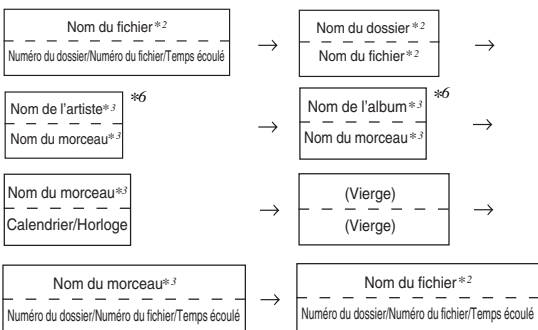 Nom du fichier*2
Numéro du dossier/Numéro du fichier/Temps écoulé
→
Nom du dossier*2
Nom du fichier*2
→
Nom de l'artiste*3
Nom du morceau*3
*6
→
Nom de l'album*3
Nom du morceau*3
*6
→
Nom du morceau*3
Calendrier/Horloge
→
(Vierge)
(Vierge)
→
Nom du morceau*3
Numéro du dossier/Numéro du fichier/Temps écoulé
→
Nom du fichier*2
Numéro du dossier/Numéro du fichier/Temps écoulé